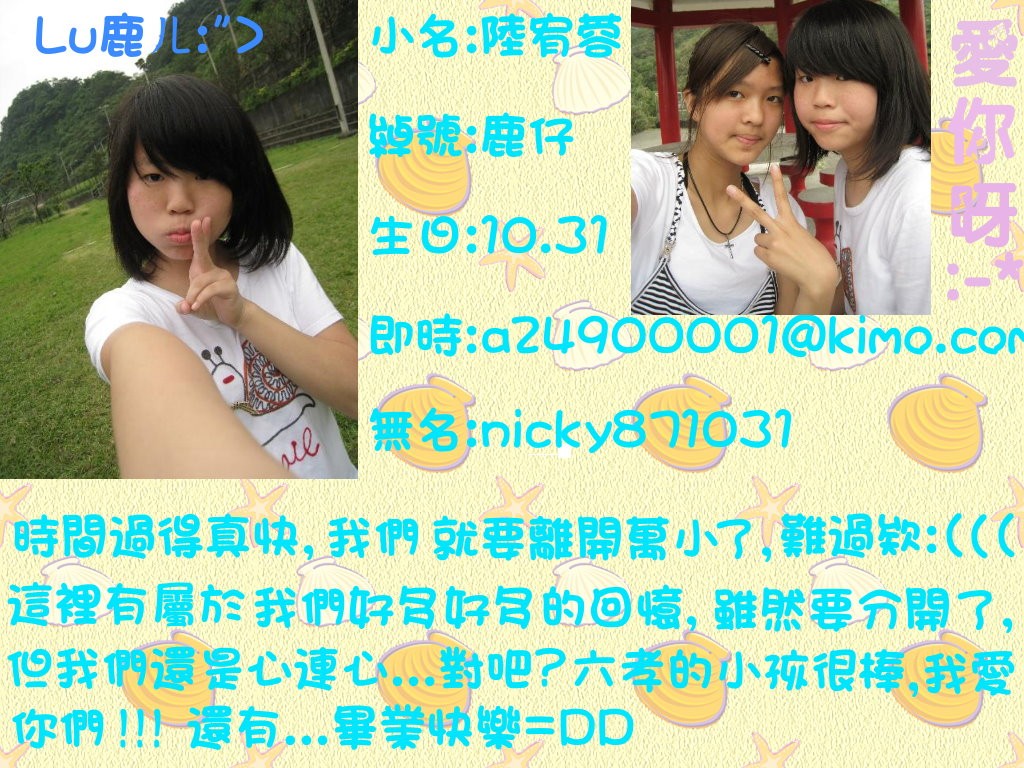 Lu鹿ㄦ:">
小名:陸宥蓉
綽號:鹿仔
生日:10.31
即時:a24900001@kimo.com
無名:nicky871031
愛你呀:-*
時間過得真快,我們就要離開萬小了,難過欸:(((
這裡有屬於我們好多好多的回憶,雖然要分開了,
但我們還是心連心...對吧?六孝的小孩很棒,我愛
你們!!! 還有...畢業快樂=DD